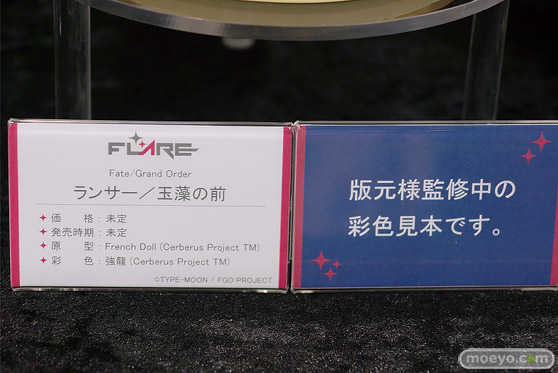 FLARE
Fate/Grand Order
ランサー／玉藻の前
価　格：未定
発売時期：未定
原　型：French Doll (Cerberus Project TM)
彩　色：強龍 (Cerberus Project TM)
©TYPE-MOON / FGO PROJECT
版元様監修中の
彩色見本です。
moeyo.com